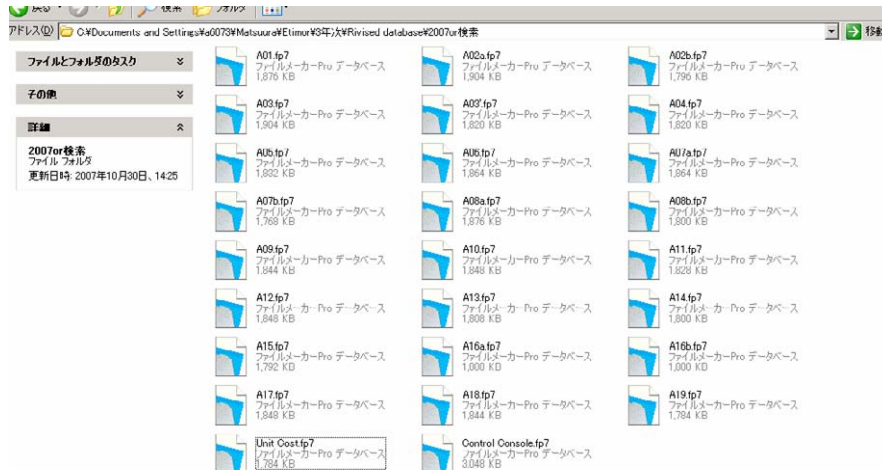 戻る
検索
フォルダ
アドレス(D) C:¥Documents and Settings¥a6073¥Matsuura¥Etimor¥3年次¥Rivised database¥2007or検索
移動
ファイルとフォルダのタスク
その他
詳細
2007or検索
ファイル フォルダ
更新日時: 2007年10月30日、14:25
A01.fp7
ファイルメーカーPro データベース
1,876 KB
A02a.fp7
ファイルメーカーPro データベース
1,904 KB
A02b.fp7
ファイルメーカーPro データベース
1,796 KB
A03.fp7
ファイルメーカーPro データベース
1,904 KB
A03'.fp7
ファイルメーカーPro データベース
1,820 KB
A04.fp7
ファイルメーカーPro データベース
1,820 KB
A05.fp7
ファイルメーカーPro データベース
1,832 KB
A06.fp7
ファイルメーカーPro データベース
1,864 KB
A07a.fp7
ファイルメーカーPro データベース
1,864 KB
A07b.fp7
ファイルメーカーPro データベース
1,768 KB
A08a.fp7
ファイルメーカーPro データベース
1,876 KB
A08b.fp7
ファイルメーカーPro データベース
1,800 KB
A09.fp7
ファイルメーカーPro データベース
1,844 KB
A10.fp7
ファイルメーカーPro データベース
1,848 KB
A11.fp7
ファイルメーカーPro データベース
1,828 KB
A12.fp7
ファイルメーカーPro データベース
1,848 KB
A13.fp7
ファイルメーカーPro データベース
1,808 KB
A14.fp7
ファイルメーカーPro データベース
1,800 KB
A15.fp7
ファイルメーカーPro データベース
1,792 KB
A16a.fp7
ファイルメーカーPro データベース
A16b.fp7
ファイルメーカーPro データベース
A17.fp7
ファイルメーカーPro データベース
1,848 KB
A18.fp7
ファイルメーカーPro データベース
1,844 KB
A19.fp7
ファイルメーカーPro データベース
1,784 KB
Unit Cost.fp7
ファイルメーカーPro データベース
1,784 KB
Control Console.fp7
ファイルメーカーPro データベース
3,048 KB